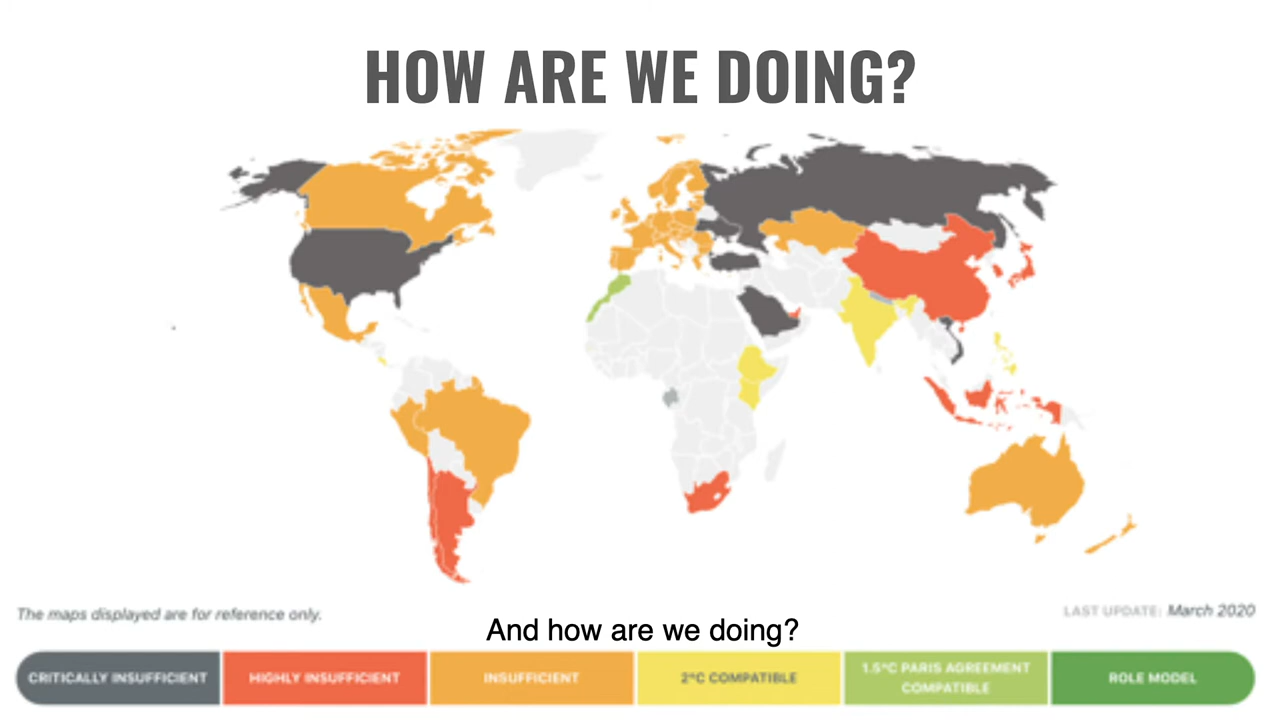 HOW ARE WE DOING?
The maps displayed are for reference only.
LAST UPDATE: March 2020
And how are we doing?
CRITICALLY INSUFFICIENT
HIGHLY INSUFFICIENT
INSUFFICIENT
2°C COMPATIBLE
1.5°C PARIS AGREEMENT
COMPATIBLE
ROLE MODEL